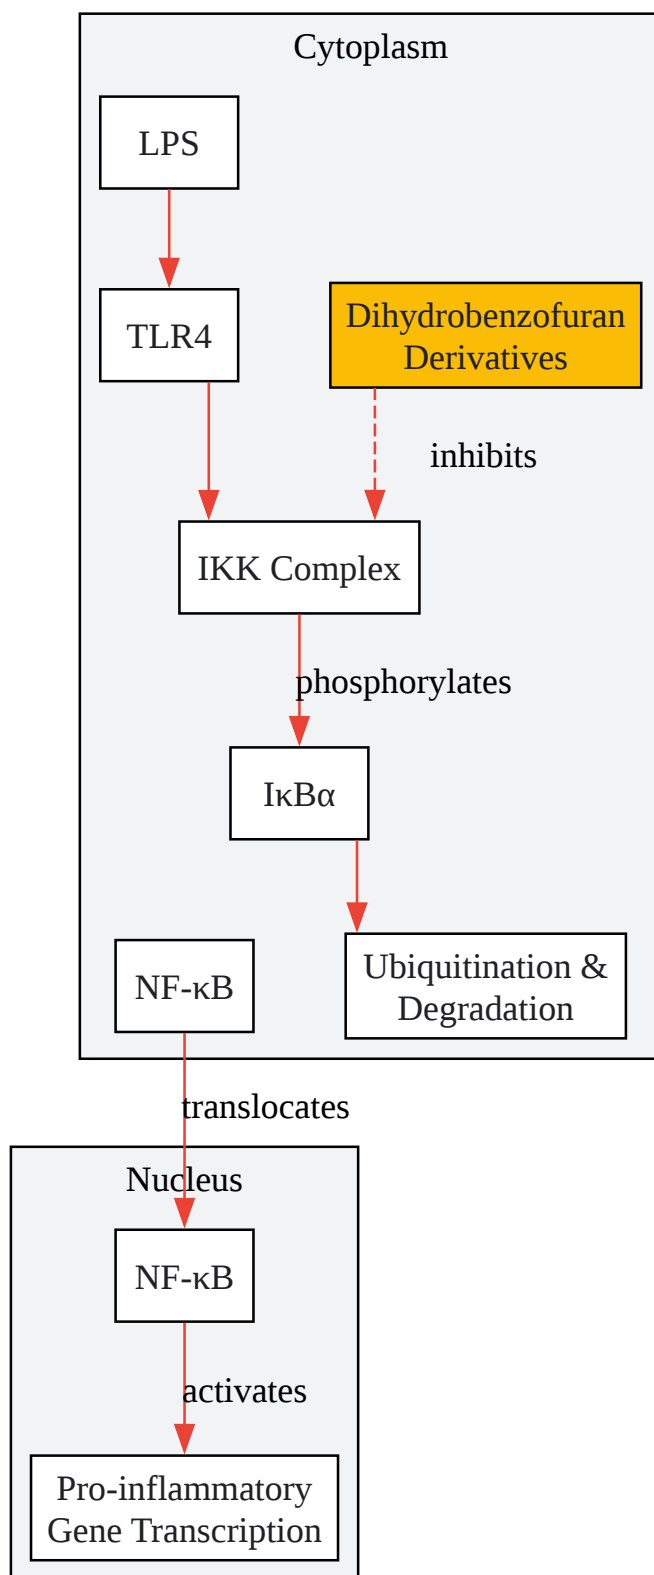 Cytoplasm
LPS
TLR4
Dihydrobenzofuran
Derivatives
inhibits
IKK Complex
phosphorylates
IκBα
NF-κB
Ubiquitination &
Degradation
translocates
Nucleus
NF-κB
activates
Pro-inflammatory
Gene Transcription